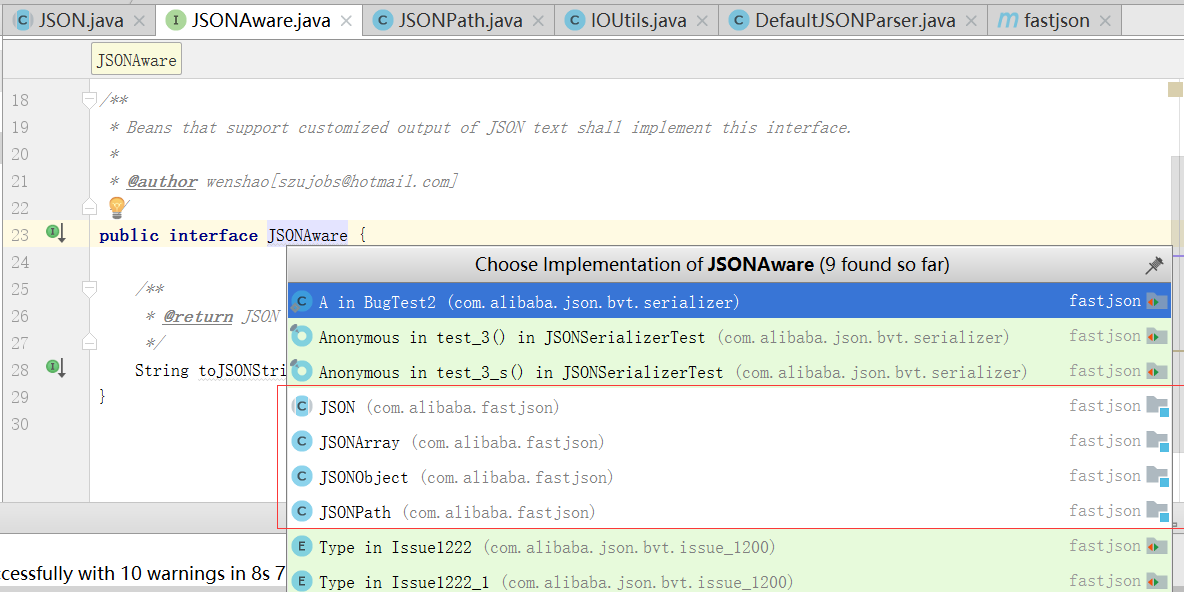 JSON.java JSONAware.java JSONPath.java IOUtils.java DefaultJSONParser.java fastjson
JSONAware
18 /**
19 * Beans that support customized output of JSON text shall implement this interface.
20 *
21 * @author wenshao[szujobs@hotmail.com]
22 /
23 public interface JSONAware {
Choose Implementation of JSONAware (9 found so far)
24
25 /**
26 * @return JSON
27 */
28 String toJSONStri
29 }
30
A in BugTest2 (com.alibaba.json.bvt.serializer) fastjson
Anonymous in test_3() in JSONSerializerTest (com.alibaba.json.bvt.serializer) fastjson
Anonymous in test_3_s() in JSONSerializerTest (com.alibaba.json.bvt.serializer) fastjson
JSON (com.alibaba.fastjson) fastjson
JSONArray (com.alibaba.fastjson) fastjson
JSONObject (com.alibaba.fastjson) fastjson
JSONPath (com.alibaba.fastjson) fastjson
Type in Issue1222 (com.alibaba.json.bvt.issue_1200) fastjson
Type in Issue1222_1 (com.alibaba.json.bvt.issue_1200) fastjson
ccessfully with 10 warnings in 8s 7